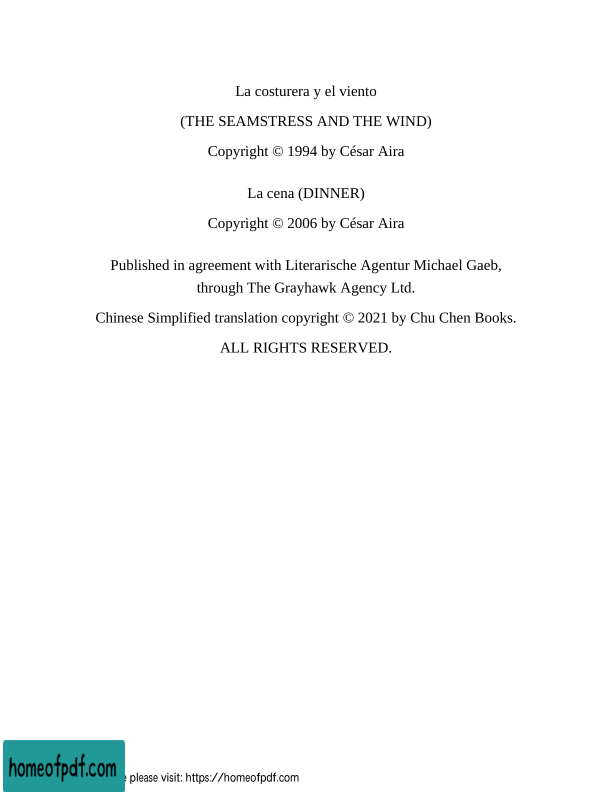 La costurera y el viento
(THE SEAMSTRESS AND THE WIND)
Copyright © 1994 by César Aira
La cena (DINNER)
Copyright © 2006 by César Aira
Published in agreement with Literarische Agentur Michael Gaeb,
through The Grayhawk Agency Ltd.
Chinese Simplified translation copyright © 2021 by Chu Chen Books.
ALL RIGHTS RESERVED.
homeofpdf.com
please visit: https://homeofpdf.com